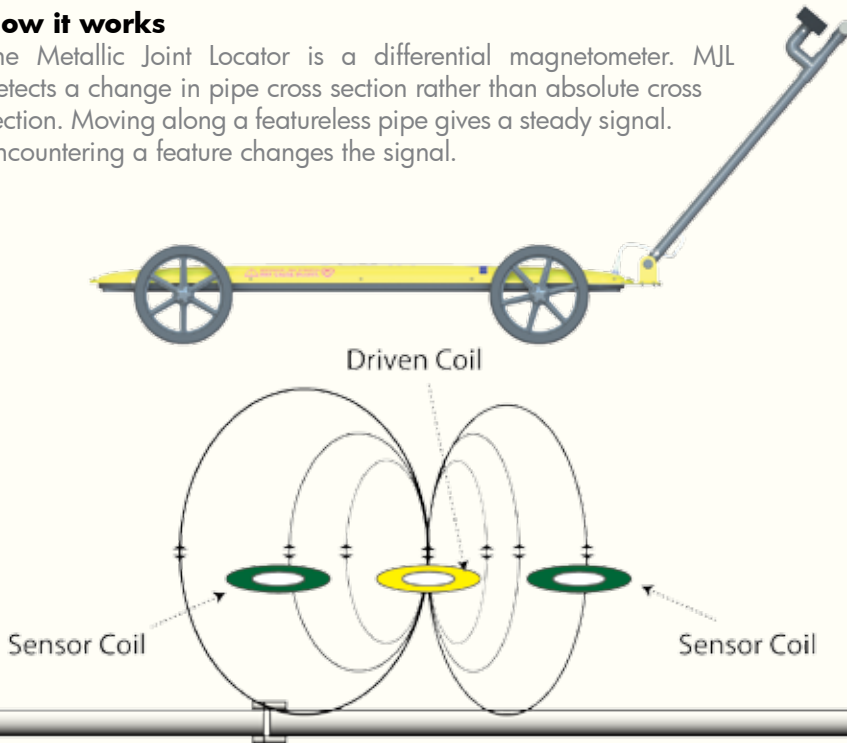 ow it works
he Metallic Joint Locator is a differential magnetometer. MJL
etects a change in pipe cross section rather than absolute cross
ection. Moving along a featureless pipe gives a steady signal.
ncountering a feature changes the signal.
Driven Coil
Sensor Coil
Sensor Coil